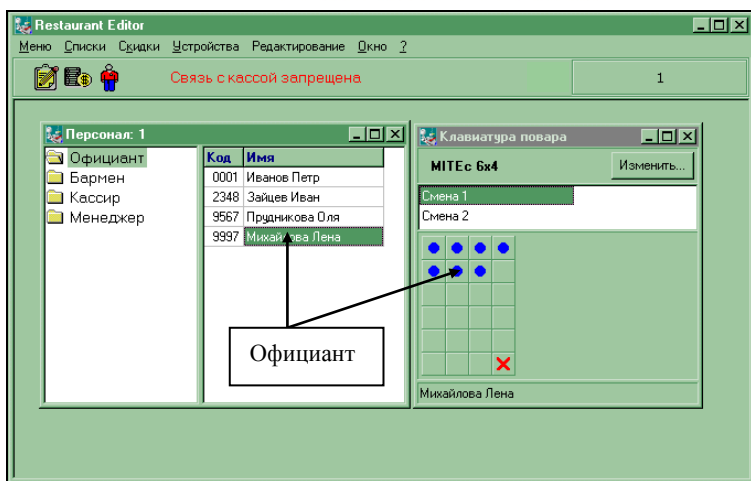 Restaurant Editor
Меню Списки Скидки Устройства Редактирование Окно ?
Связь с кассой запрещена
1
Персонал: 1
Официант
Бармен
Кассир
Менеджер
Код Имя
0001 Иванов Петр
2348 Зайцев Иван
9567 Прудникова Оля
9997 Михайлова Лена
Официант
Клавиатура повара
MITEc 6x4
Изменить...
Смена 1
Смена 2
Михайлова Лена